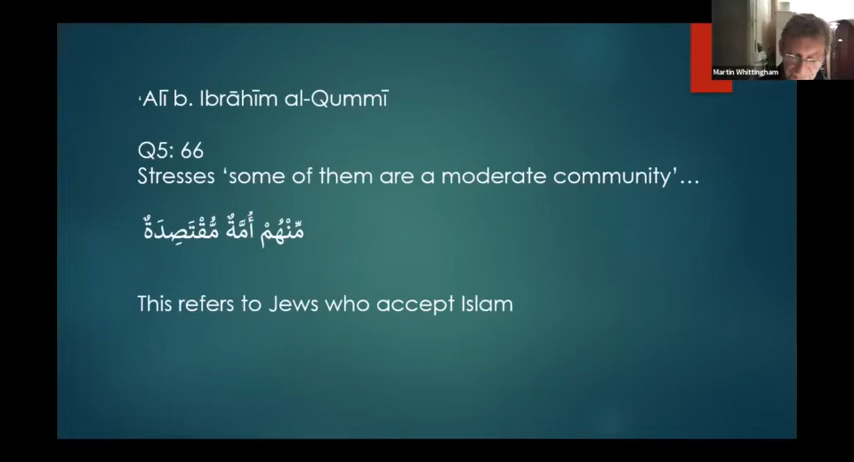 Martin Whittingham
ʿAlī b. Ibrāhīm al-Qummī
Q5: 66
Stresses ‘some of them are a moderate community’…
مِّنْهُمْ أُمَّةٌ مُّقْتَصِدَةٌ
This refers to Jews who accept Islam